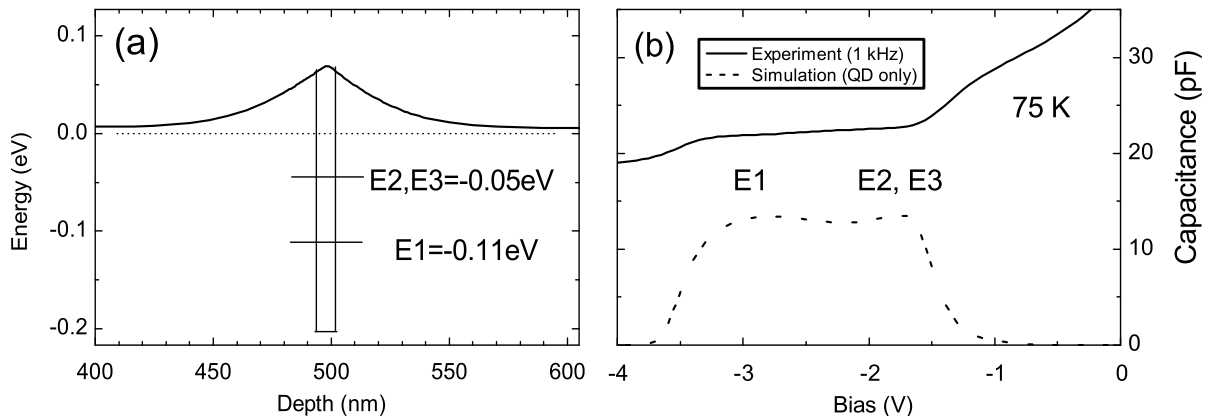 (a)
0.1
0.0
-0.1
-0.2
Energy (eV)
E2,E3=-0.05eV
E1=-0.11eV
400
450
500
550
600
Depth (nm)
(b)
Experiment (1 kHz)
Simulation (QD only)
75 K
E1
E2, E3
30
20
10
0
Capacitance (pF)
-4
-3
-2
-1
0
Bias (V)